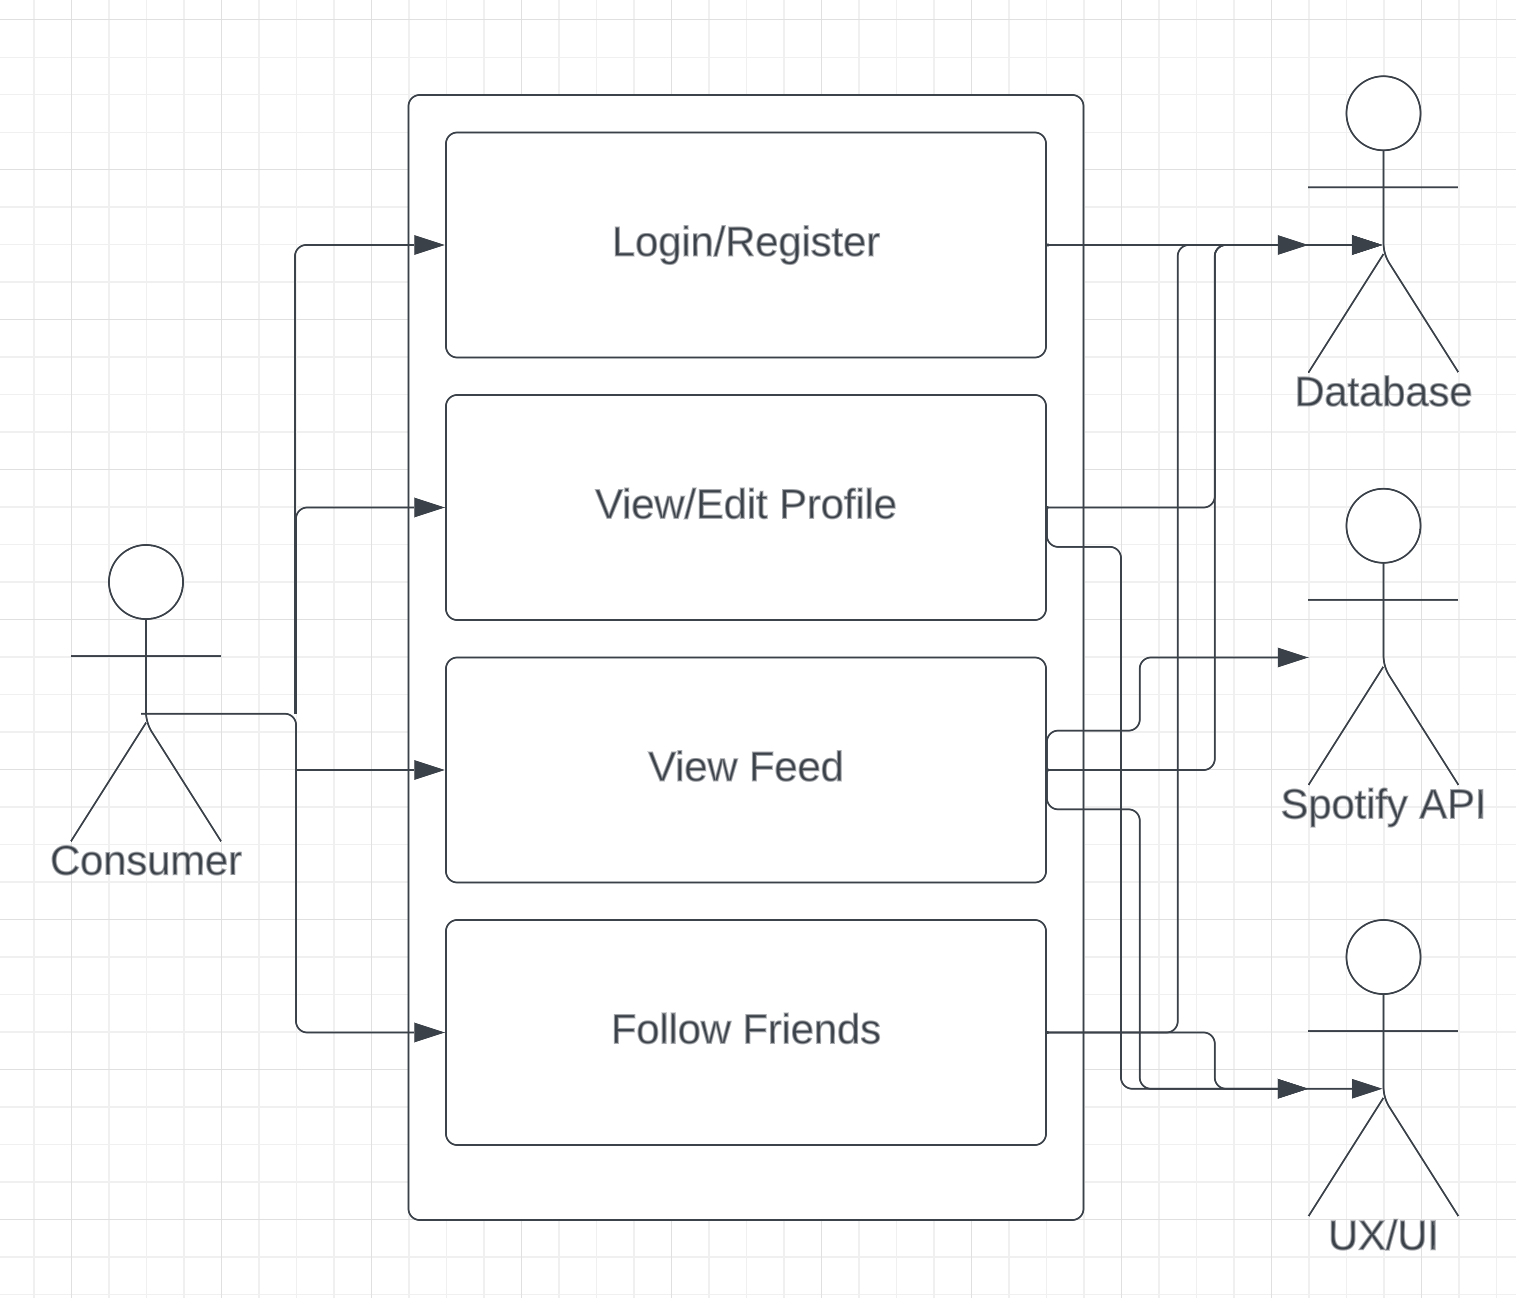 Login/Register
Database
View/Edit Profile
Consumer
View Feed
Spotify API
Follow Friends
UX/UI